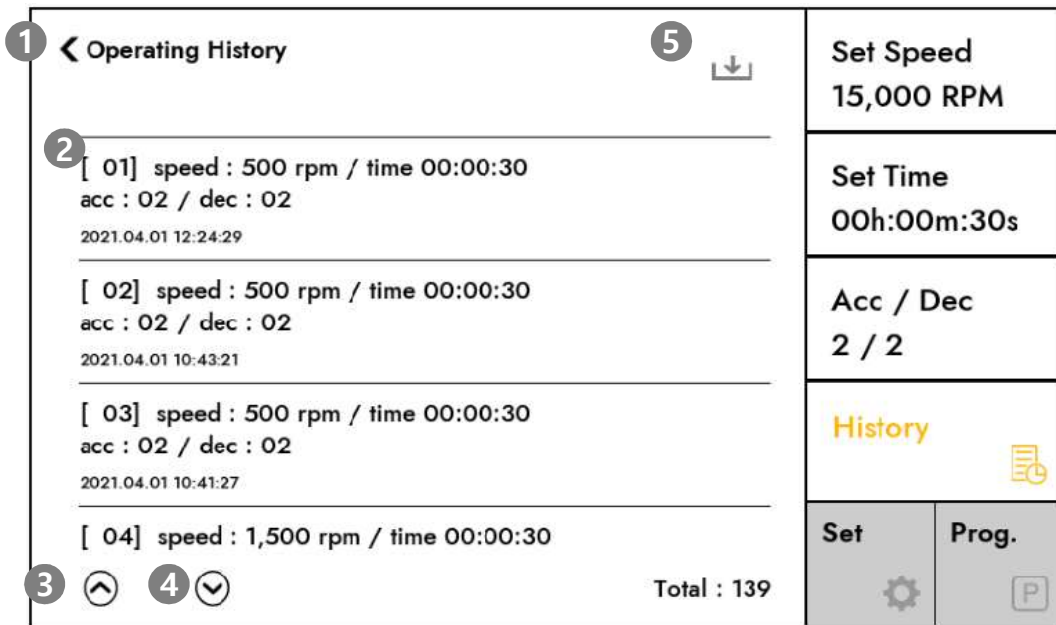 1 Operating History
5
2
[ 01] speed : 500 rpm / time 00:00:30
acc : 02 / dec : 02
2021.04.01 12:24:29
[ 02] speed : 500 rpm / time 00:00:30
acc : 02 / dec : 02
2021.04.01 10:43:21
[ 03] speed : 500 rpm / time 00:00:30
acc : 02 / dec : 02
2021.04.01 10:41:27
[ 04] speed : 1,500 rpm / time 00:00:30
3 4 Total : 139
Set Speed
15,000 RPM
Set Time
00h:00m:30s
Acc / Dec
2 / 2
History
Set
Prog.
P